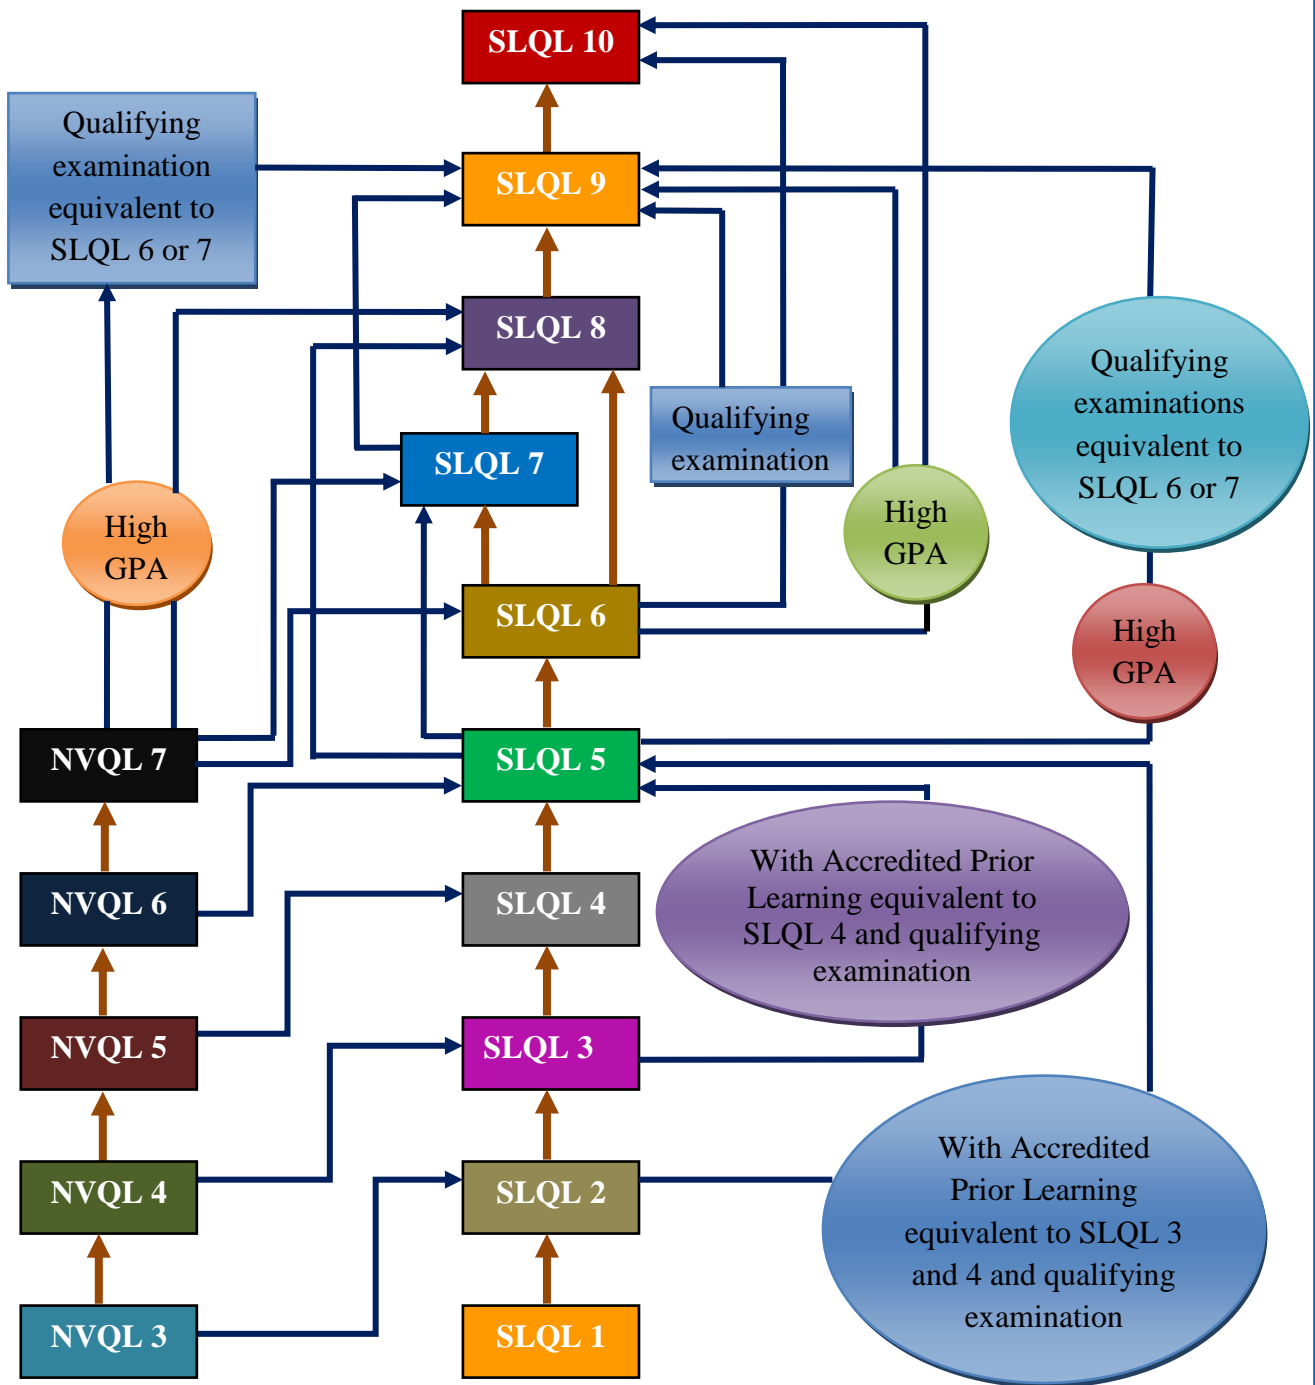 SLQL 10
Qualifying
examination
equivalent to
SLQL 6 or 7
SLQL 9
SLQL 8
Qualifying
examinations
equivalent to
SLQL 6 or 7
Qualifying
examination
SLQL 7
High
GPA
High
GPA
SLQL 6
High
GPA
NVQL 7
SLQL 5
With Accredited Prior
Learning equivalent to
SLQL 4 and qualifying
examination
NVQL 6
SLQL 4
NVQL 5
SLQL 3
With Accredited
Prior Learning
equivalent to SLQL 3
and 4 and qualifying
examination
NVQL 4
SLQL 2
NVQL 3
SLQL 1